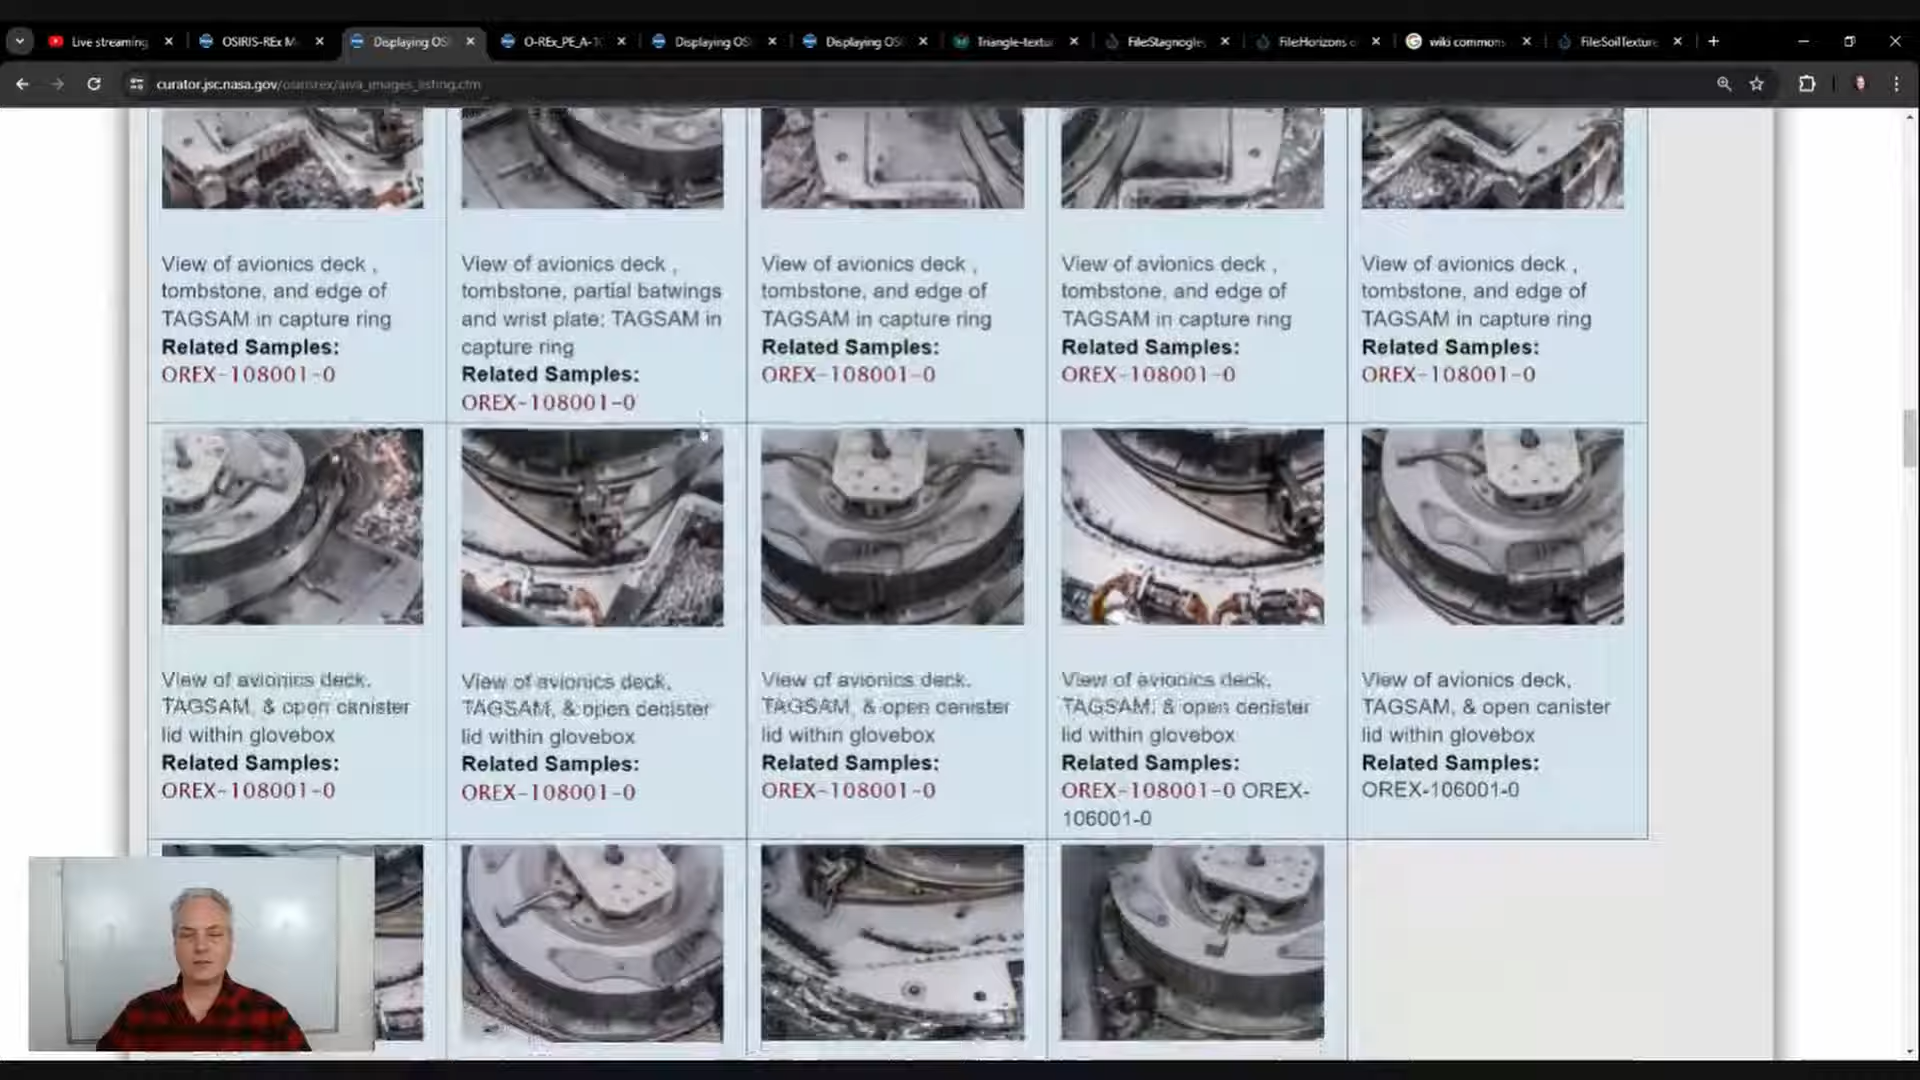 Live streaming
OSIRIS-REx M
Displaying OS
O-REx_PE_A-1
Displaying OS
Displaying OS
Triangle-textu
File:Stagnogle
File:Horizons o
wiki commons
File:SoilTexture
curator.jsc.nasa.gov/osirisrex/aiva_images_listing.cfm
View of avionics deck ,
tombstone, and edge of
TAGSAM in capture ring
Related Samples:
OREX-108001-0
View of avionics deck ,
tombstone, partial batwings
and wrist plate; TAGSAM in
capture ring
Related Samples:
OREX-108001-0
View of avionics deck ,
tombstone, and edge of
TAGSAM in capture ring
Related Samples:
OREX-108001-0
View of avionics deck ,
tombstone, and edge of
TAGSAM in capture ring
Related Samples:
OREX-108001-0
View of avionics deck ,
tombstone, and edge of
TAGSAM in capture ring
Related Samples:
OREX-108001-0
View of avionics deck,
TAGSAM, & open canister
lid within glovebox
Related Samples:
OREX-108001-0
View of avionics deck,
TAGSAM, & open canister
lid within glovebox
Related Samples:
OREX-108001-0
View of avionics deck,
TAGSAM, & open canister
lid within glovebox
Related Samples:
OREX-108001-0
View of avionics deck,
TAGSAM, & open canister
lid within glovebox
Related Samples:
OREX-108001-0 OREX-
106001-0
View of avionics deck,
TAGSAM, & open canister
lid within glovebox
Related Samples:
OREX-106001-0